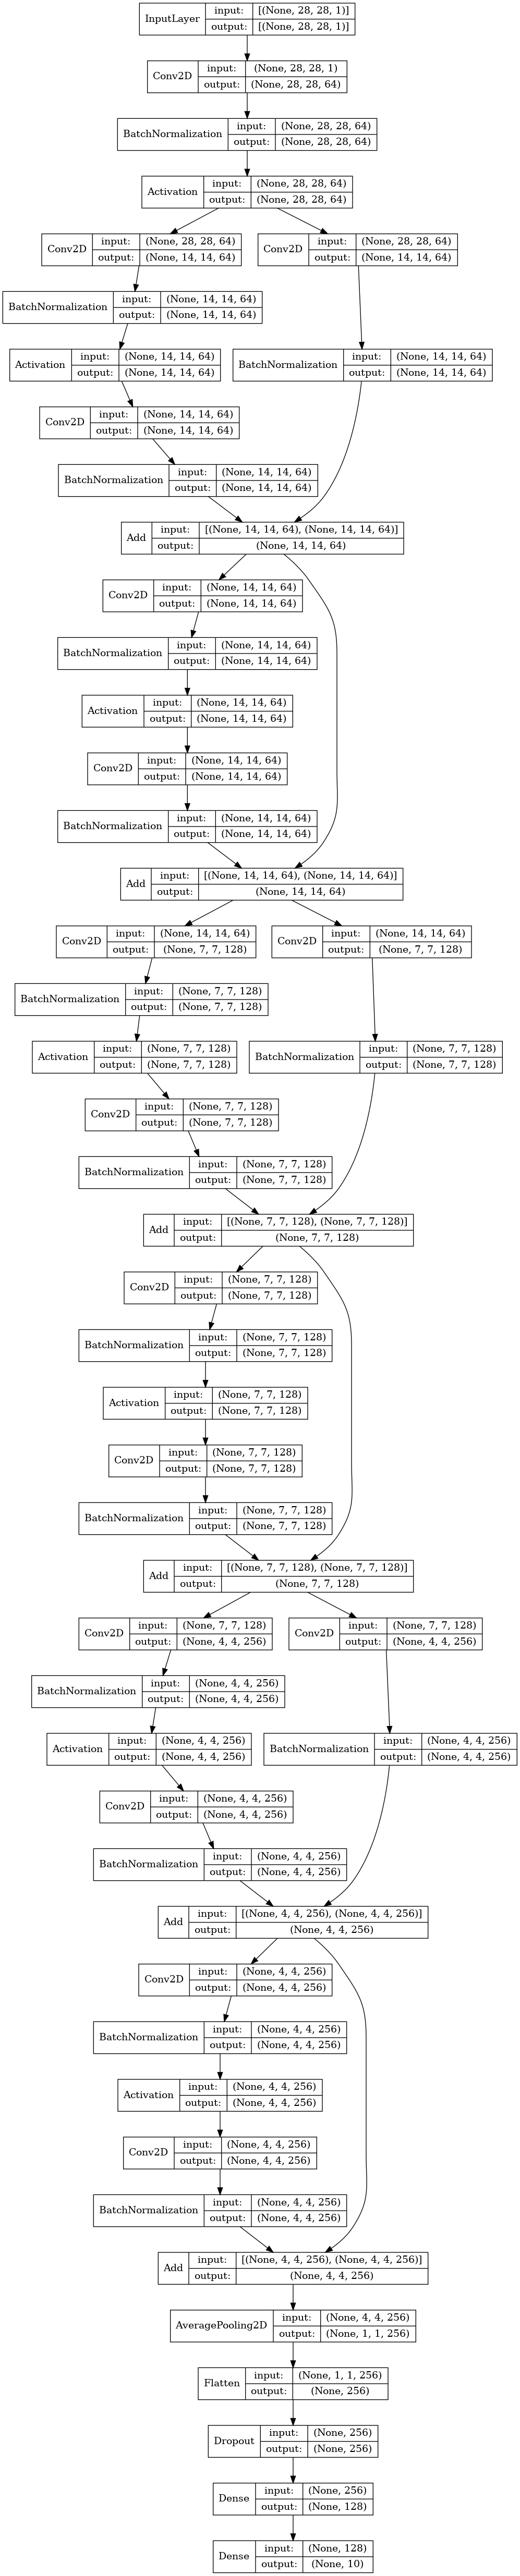 InputLayer input: [(None, 28, 28, 1)]
output: [(None, 28, 28, 1)]
Conv2D input: (None, 28, 28, 1)
output: (None, 28, 28, 64)
BatchNormalization input: (None, 28, 28, 64)
output: (None, 28, 28, 64)
Activation input: (None, 28, 28, 64)
output: (None, 28, 28, 64)
Conv2D input: (None, 28, 28, 64)
output: (None, 14, 14, 64)
Conv2D input: (None, 28, 28, 64)
output: (None, 14, 14, 64)
BatchNormalization input: (None, 14, 14, 64)
output: (None, 14, 14, 64)
Activation input: (None, 14, 14, 64)
output: (None, 14, 14, 64)
BatchNormalization input: (None, 14, 14, 64)
output: (None, 14, 14, 64)
Conv2D input: (None, 14, 14, 64)
output: (None, 14, 14, 64)
BatchNormalization input: (None, 14, 14, 64)
output: (None, 14, 14, 64)
Add input: [(None, 14, 14, 64), (None, 14, 14, 64)]
output: (None, 14, 14, 64)
Conv2D input: (None, 14, 14, 64)
output: (None, 14, 14, 64)
BatchNormalization input: (None, 14, 14, 64)
output: (None, 14, 14, 64)
Activation input: (None, 14, 14, 64)
output: (None, 14, 14, 64)
Conv2D input: (None, 14, 14, 64)
output: (None, 14, 14, 64)
BatchNormalization input: (None, 14, 14, 64)
output: (None, 14, 14, 64)
Add input: [(None, 14, 14, 64), (None, 14, 14, 64)]
output: (None, 14, 14, 64)
Conv2D input: (None, 14, 14, 64)
output: (None, 7, 7, 128)
Conv2D input: (None, 14, 14, 64)
output: (None, 7, 7, 128)
BatchNormalization input: (None, 7, 7, 128)
output: (None, 7, 7, 128)
Activation input: (None, 7, 7, 128)
output: (None, 7, 7, 128)
BatchNormalization input: (None, 7, 7, 128)
output: (None, 7, 7, 128)
Conv2D input: (None, 7, 7, 128)
output: (None, 7, 7, 128)
BatchNormalization input: (None, 7, 7, 128)
output: (None, 7, 7, 128)
Add input: [(None, 7, 7, 128), (None, 7, 7, 128)]
output: (None, 7, 7, 128)
Conv2D input: (None, 7, 7, 128)
output: (None, 7, 7, 128)
BatchNormalization input: (None, 7, 7, 128)
output: (None, 7, 7, 128)
Activation input: (None, 7, 7, 128)
output: (None, 7, 7, 128)
Conv2D input: (None, 7, 7, 128)
output: (None, 7, 7, 128)
BatchNormalization input: (None, 7, 7, 128)
output: (None, 7, 7, 128)
Add input: [(None, 7, 7, 128), (None, 7, 7, 128)]
output: (None, 7, 7, 128)
Conv2D input: (None, 7, 7, 128)
output: (None, 4, 4, 256)
Conv2D input: (None, 7, 7, 128)
output: (None, 4, 4, 256)
BatchNormalization input: (None, 4, 4, 256)
output: (None, 4, 4, 256)
Activation input: (None, 4, 4, 256)
output: (None, 4, 4, 256)
BatchNormalization input: (None, 4, 4, 256)
output: (None, 4, 4, 256)
Conv2D input: (None, 4, 4, 256)
output: (None, 4, 4, 256)
BatchNormalization input: (None, 4, 4, 256)
output: (None, 4, 4, 256)
Add input: [(None, 4, 4, 256), (None, 4, 4, 256)]
output: (None, 4, 4, 256)
Conv2D input: (None, 4, 4, 256)
output: (None, 4, 4, 256)
BatchNormalization input: (None, 4, 4, 256)
output: (None, 4, 4, 256)
Activation input: (None, 4, 4, 256)
output: (None, 4, 4, 256)
Conv2D input: (None, 4, 4, 256)
output: (None, 4, 4, 256)
BatchNormalization input: (None, 4, 4, 256)
output: (None, 4, 4, 256)
Add input: [(None, 4, 4, 256), (None, 4, 4, 256)]
output: (None, 4, 4, 256)
AveragePooling2D input: (None, 4, 4, 256)
output: (None, 1, 1, 256)
Flatten input: (None, 1, 1, 256)
output: (None, 256)
Dropout input: (None, 256)
output: (None, 256)
Dense input: (None, 256)
output: (None, 128)
Dense input: (None, 128)
output: (None, 10)